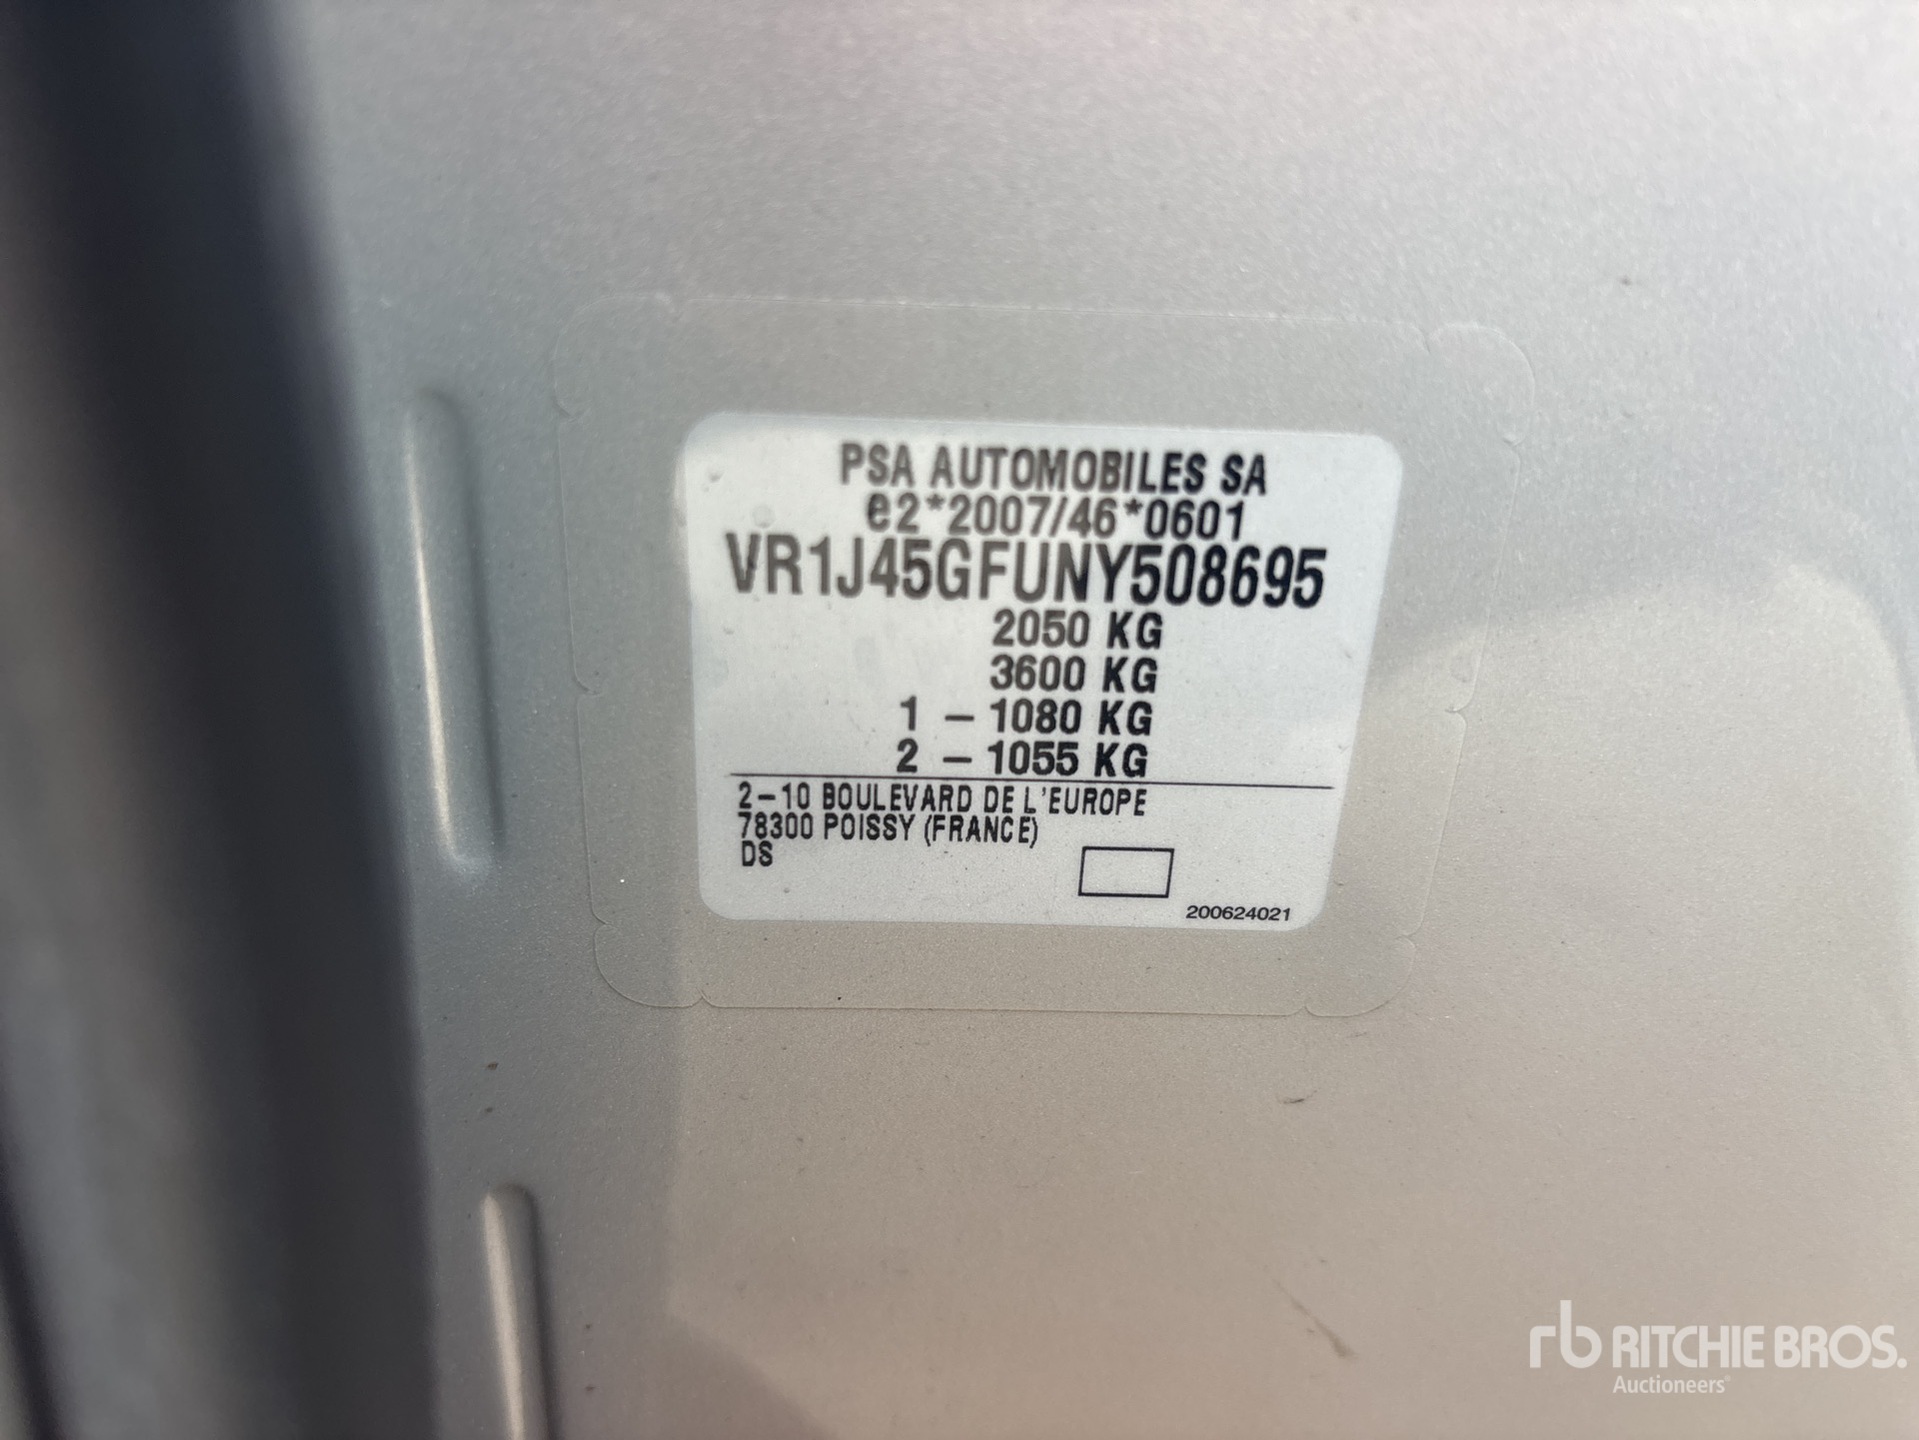 PSA AUTOMOBILES SA
e2*2007/46*0601
VR1J45GFUNY508695
2050 KG
3600 KG
1 - 1080 KG
2 - 1055 KG
2-10 BOULEVARD DE L'EUROPE
78300 POISSY (FRANCE)
DS
200624021
rb RITCHIE BROS.
Auctioneers